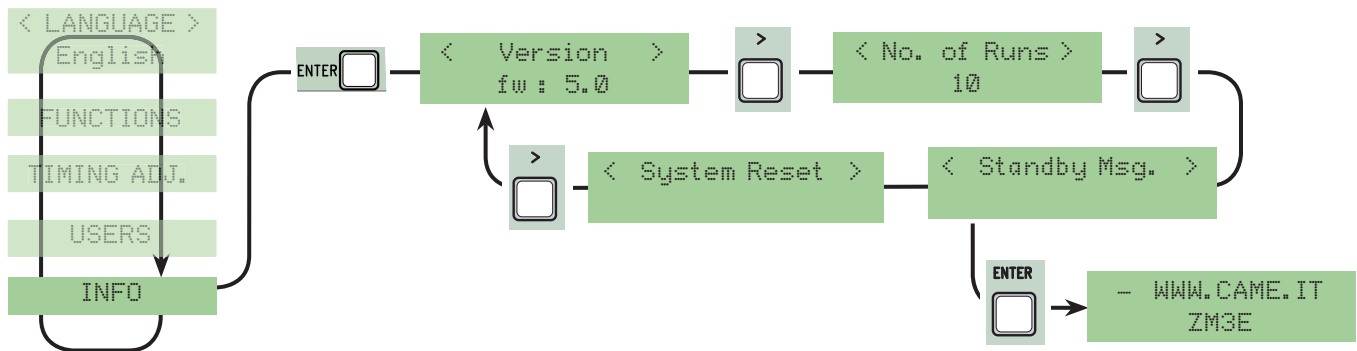 < LANGUAGE >
English
FUNCTIONS
TIMING ADJ.
USERS
INFO
ENTER
< Version >
fw : 5.0
>
< No. of Runs >
10
>
< Standby Msg. >
< System Reset >
>
ENTER
– WWW.CAME.IT
ZM3E